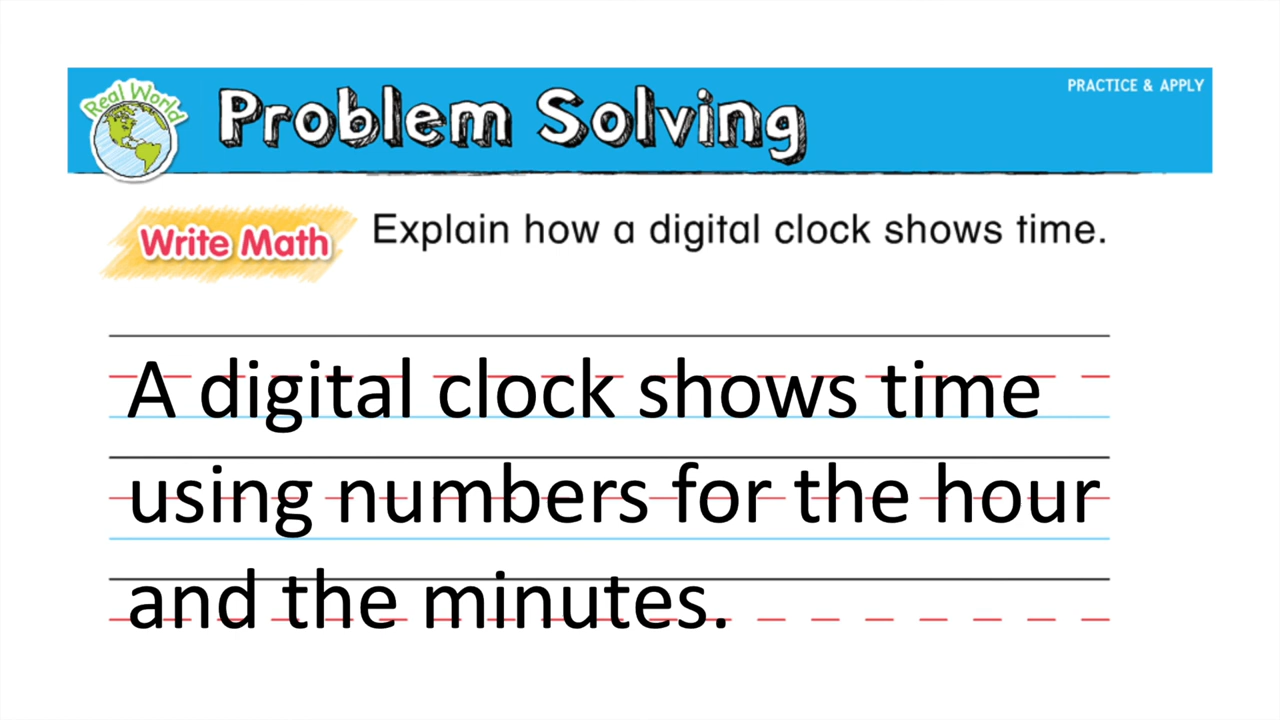 Real World
Problem Solving
PRACTICE & APPLY
Write Math
Explain how a digital clock shows time.
A digital clock shows time
using numbers for the hour
and the minutes.